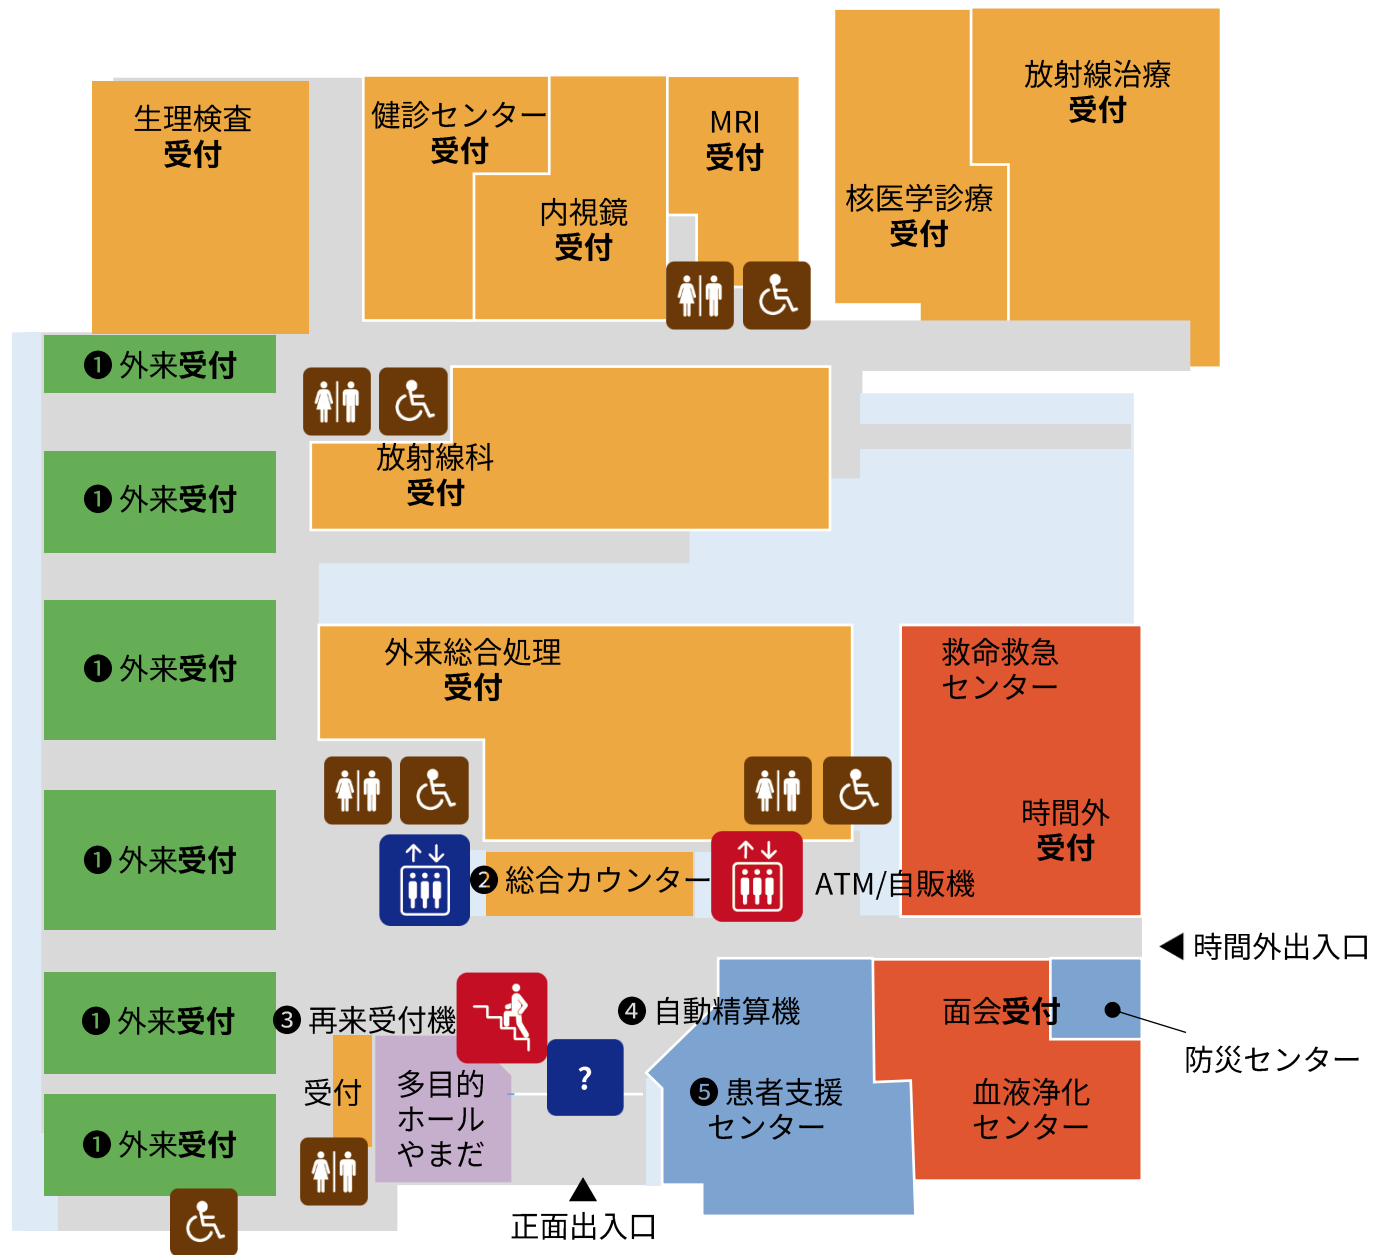 生理検査
受付
健診センター
受付
内視鏡
受付
MRI
受付
放射線治療
受付
核医学診療
受付
❶ 外来受付
放射線科
受付
❶ 外来受付
❶ 外来受付
外来総合処理
受付
救命救急
センター
時間外
受付
❶ 外来受付
❷ 総合カウンター
ATM/自販機
◀ 時間外出入口
❶ 外来受付
❸ 再来受付機
❹ 自動精算機
面会受付
防災センター
受付
多目的
ホール
やまだ
?
❺ 患者支援
センター
血液浄化
センター
❶ 外来受付
▲
正面出入口